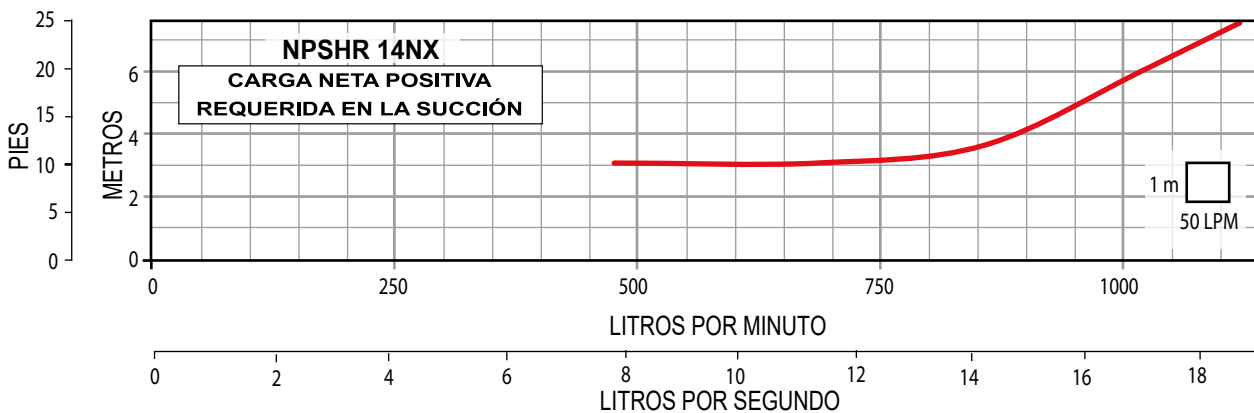 NPSHR 14NX
CARGA NETA POSITIVA
REQUERIDA EN LA SUCCIÓN
PIES
25
20
15
10
5
0
METROS
6
4
2
0
1 m
50 LPM
0 250 500 750 1000
LITROS POR MINUTO
0 2 4 6 8 10 12 14 16 18
LITROS POR SEGUNDO